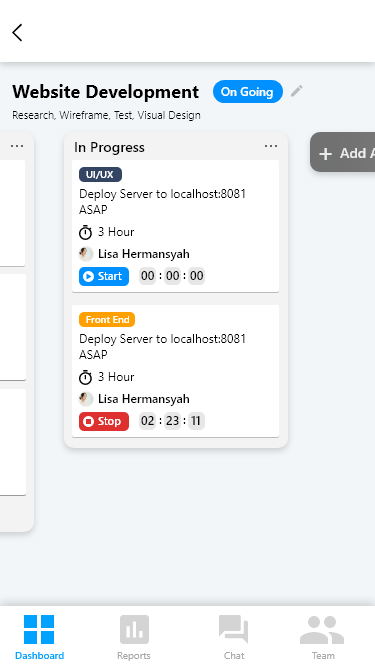 Website Development
On Going
Research, Wireframe, Test, Visual Design
In Progress
UI/UX
Deploy Server to localhost:8081
ASAP
3 Hour
Lisa Hermansyah
Start
00 : 00 : 00
Front End
Deploy Server to localhost:8081
ASAP
3 Hour
Lisa Hermansyah
Stop
02 : 23 : 11
+ Add A
Dashboard
Reports
Chat
Team